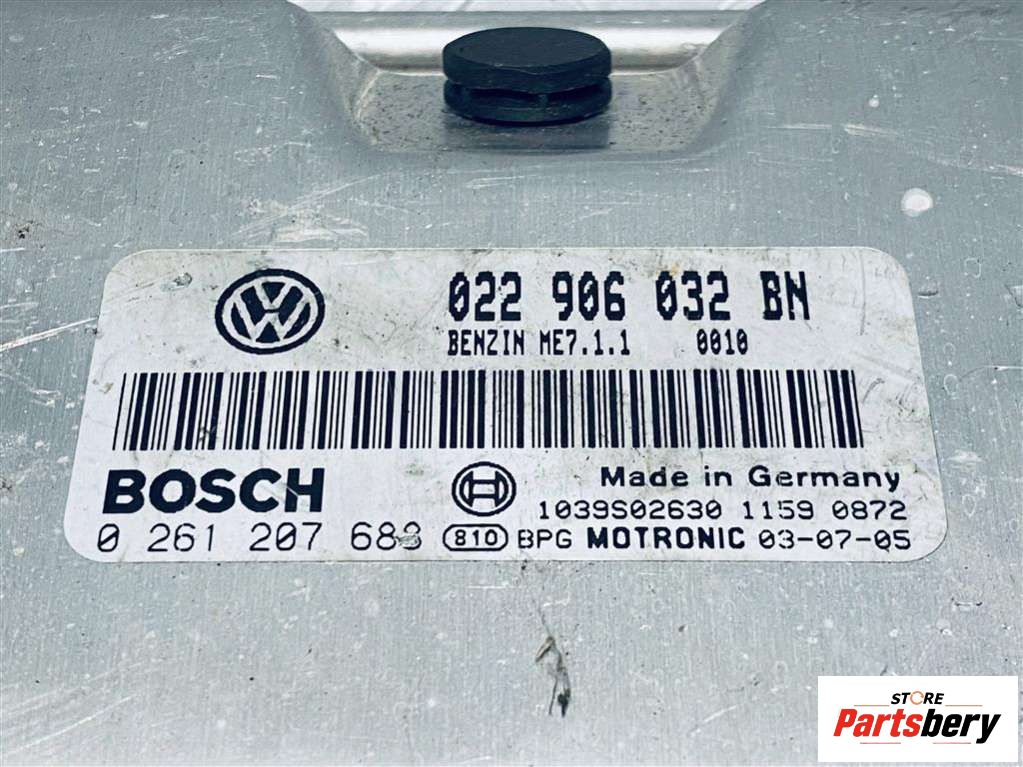 022 906 032 BN
BENZIN ME7.1.1 0010
BOSCH
Made in Germany
1039S02630 1159 0872
0 261 207 688 810 BPG MOTRONIC 03-07-05
STORE
Partsbery